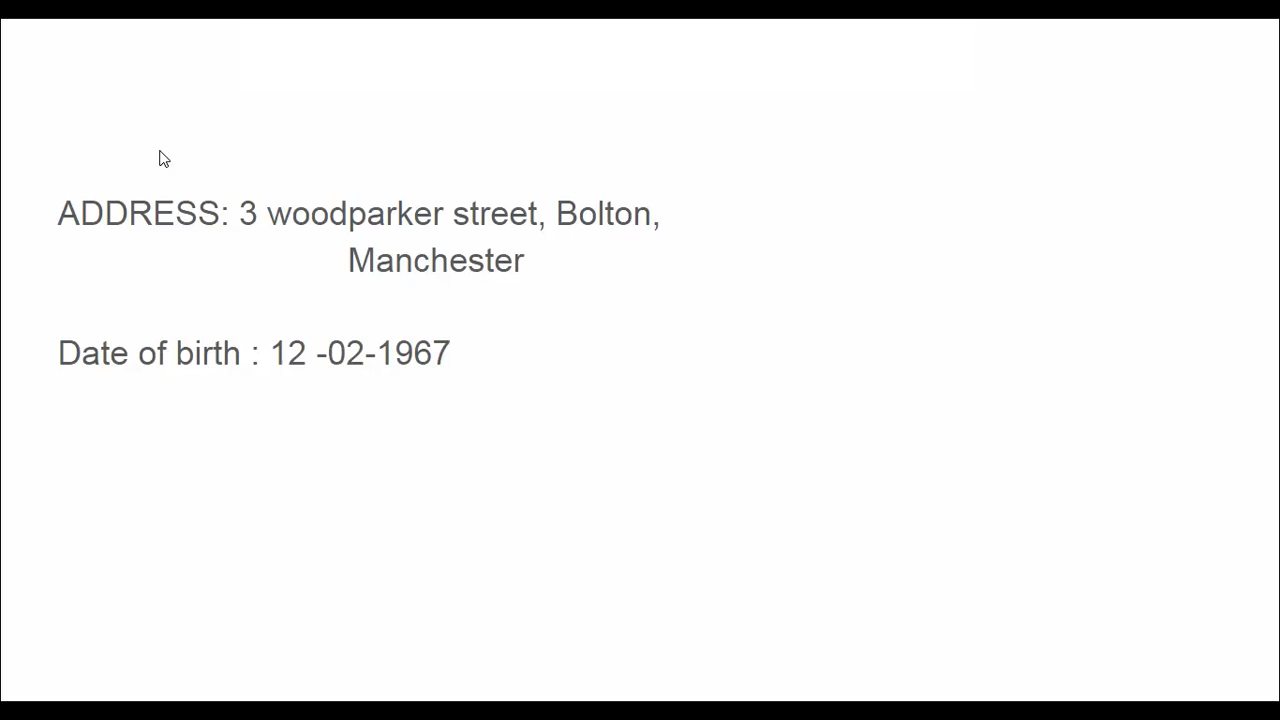 ADDRESS: 3 woodparker street, Bolton,
Manchester
Date of birth : 12 -02-1967